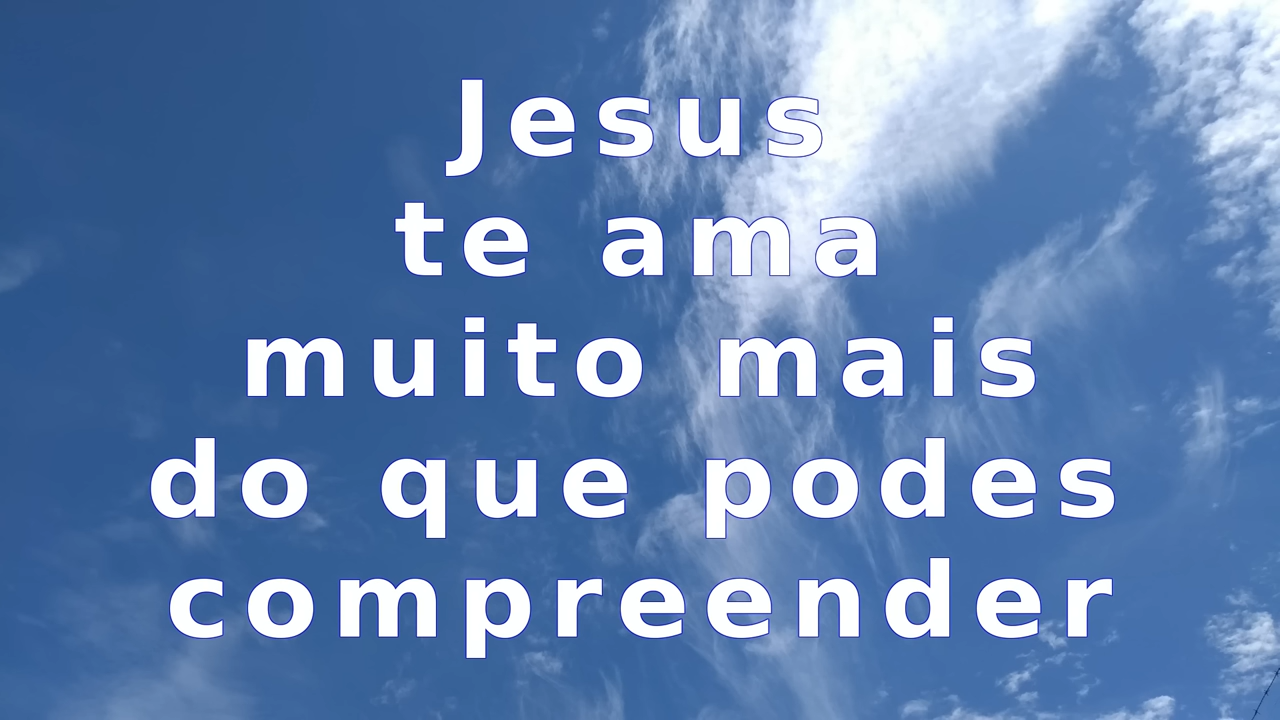 Jesus
te ama
muito mais
do que podes
compreender